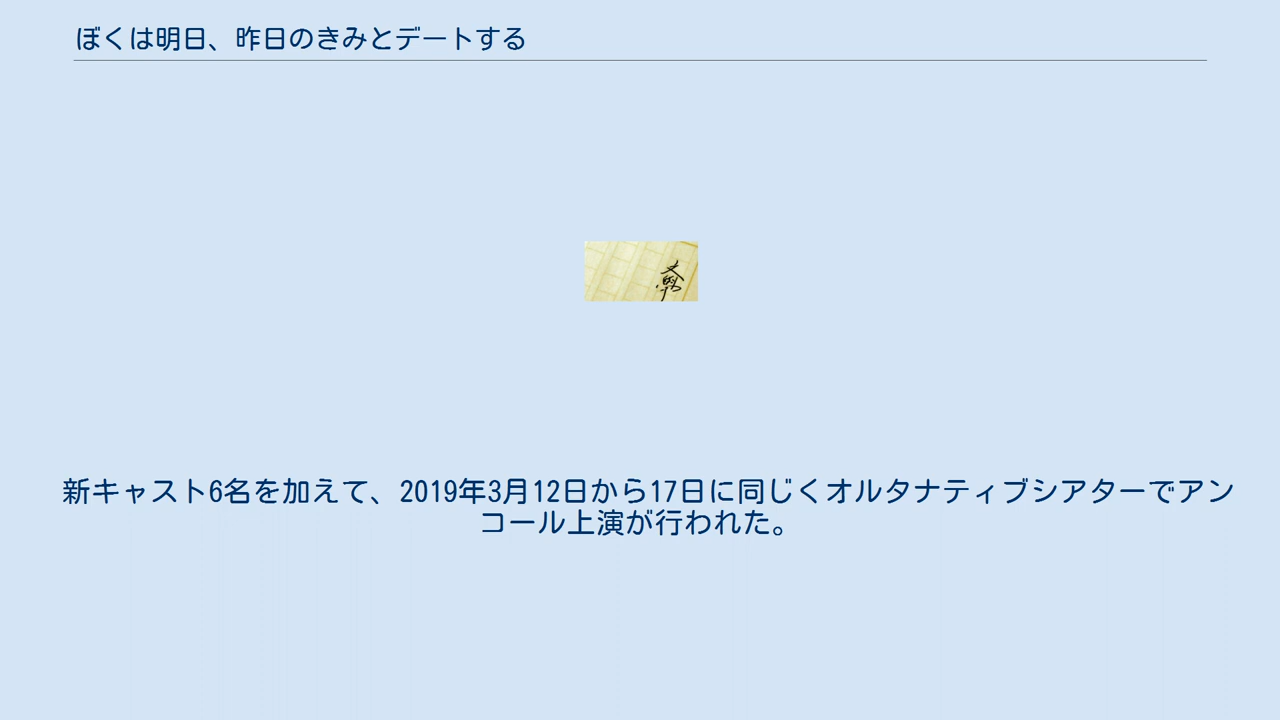 ぼくは明日、昨日のきみとデートする
新キャスト6名を加えて、2019年3月12日から17日に同じくオルタナティブシアターでアン
コール上演が行われた。